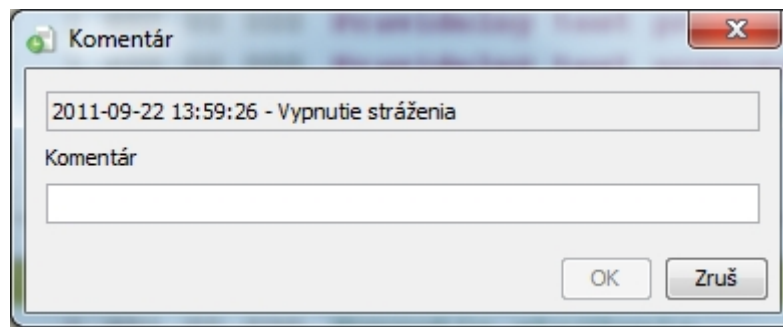 Komentár
2011-09-22 13:59:26 - Vypnutie stráženia
Komentár
OK
Zruš